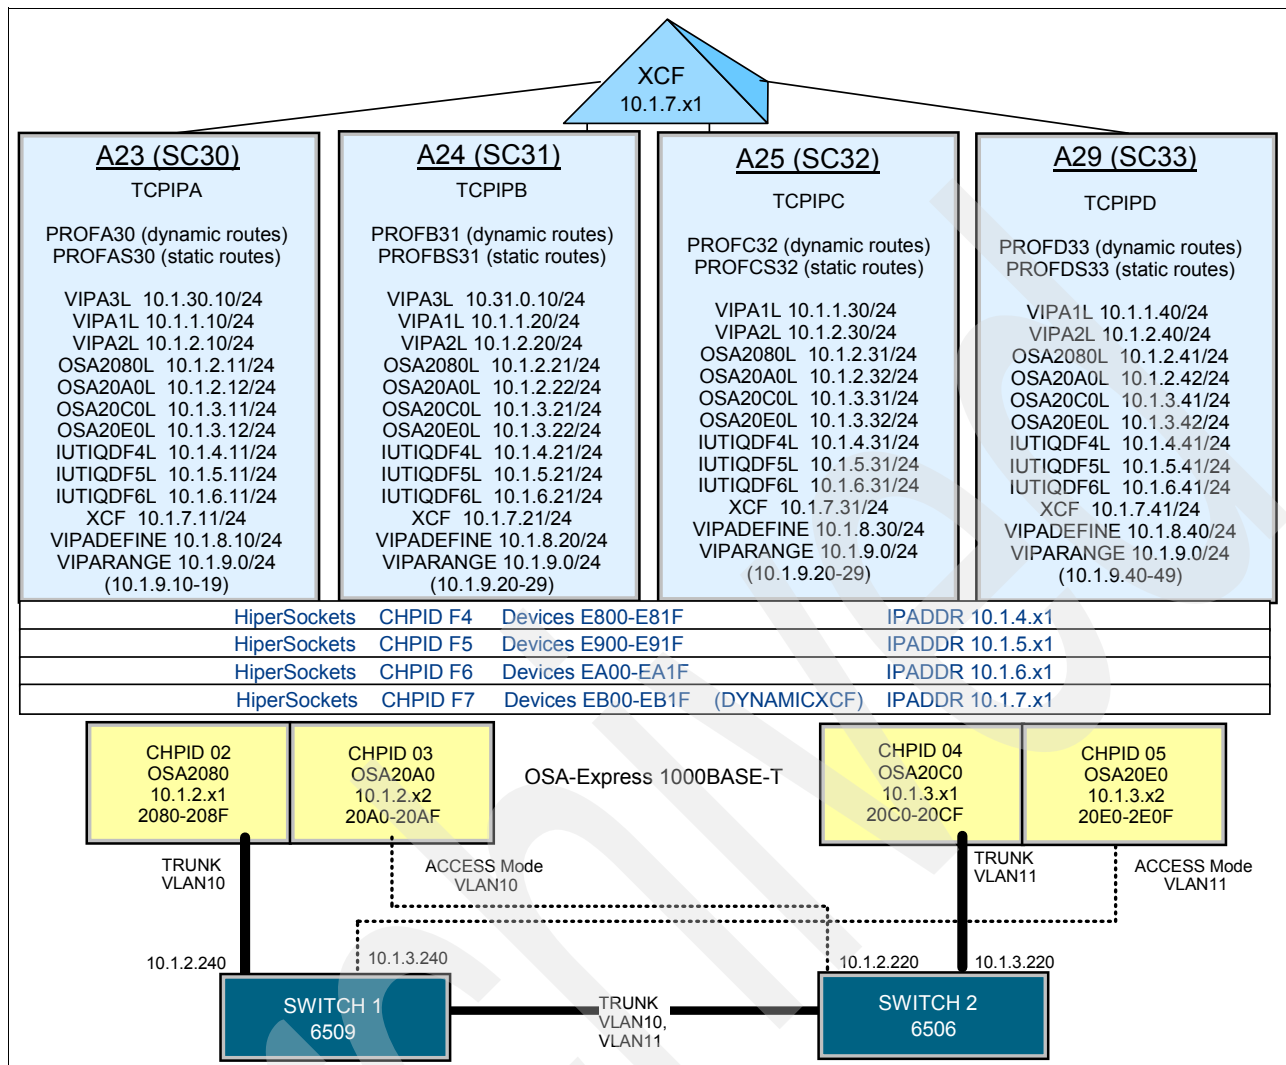 XCF
10.1.7.x1
A23 (SC30)
TCPIPA
PROFA30 (dynamic routes)
PROFAS30 (static routes)
VIPA3L 10.1.30.10/24
VIPA1L 10.1.1.10/24
VIPA2L 10.1.2.10/24
OSA2080L 10.1.2.11/24
OSA20A0L 10.1.2.12/24
OSA20C0L 10.1.3.11/24
OSA20E0L 10.1.3.12/24
IUTIQDF4L 10.1.4.11/24
IUTIQDF5L 10.1.5.11/24
IUTIQDF6L 10.1.6.11/24
XCF 10.1.7.11/24
VIPADEFINE 10.1.8.10/24
VIPARANGE 10.1.9.0/24
(10.1.9.10-19)
A24 (SC31)
TCPIPB
PROFB31 (dynamic routes)
PROFBS31 (static routes)
VIPA3L 10.31.0.10/24
VIPA1L 10.1.1.20/24
VIPA2L 10.1.2.20/24
OSA2080L 10.1.2.21/24
OSA20A0L 10.1.2.22/24
OSA20C0L 10.1.3.21/24
OSA20E0L 10.1.3.22/24
IUTIQDF4L 10.1.4.21/24
IUTIQDF5L 10.1.5.21/24
IUTIQDF6L 10.1.6.21/24
XCF 10.1.7.21/24
VIPADEFINE 10.1.8.20/24
VIPARANGE 10.1.9.0/24
(10.1.9.20-29)
A25 (SC32)
TCPIPC
PROFC32 (dynamic routes)
PROFCS32 (static routes)
VIPA1L 10.1.1.30/24
VIPA2L 10.1.2.30/24
OSA2080L 10.1.2.31/24
OSA20A0L 10.1.2.32/24
OSA20C0L 10.1.3.31/24
OSA20E0L 10.1.3.32/24
IUTIQDF4L 10.1.4.31/24
IUTIQDF5L 10.1.5.31/24
IUTIQDF6L 10.1.6.31/24
XCF 10.1.7.31/24
VIPADEFINE 10.1.8.30/24
VIPARANGE 10.1.9.0/24
(10.1.9.20-29)
A29 (SC33)
TCPIPD
PROFD33 (dynamic routes)
PROFDS33 (static routes)
VIPA1L 10.1.1.40/24
VIPA2L 10.1.2.40/24
OSA2080L 10.1.2.41/24
OSA20A0L 10.1.2.42/24
OSA20C0L 10.1.3.41/24
OSA20E0L 10.1.3.42/24
IUTIQDF4L 10.1.4.41/24
IUTIQDF5L 10.1.5.41/24
IUTIQDF6L 10.1.6.41/24
XCF 10.1.7.41/24
VIPADEFINE 10.1.8.40/24
VIPARANGE 10.1.9.0/24
(10.1.9.40-49)
HiperSockets CHPID F4 Devices E800-E81F IPADDR 10.1.4.x1
HiperSockets CHPID F5 Devices E900-E91F IPADDR 10.1.5.x1
HiperSockets CHPID F6 Devices EA00-EA1F IPADDR 10.1.6.x1
HiperSockets CHPID F7 Devices EB00-EB1F (DYNAMICXCF) IPADDR 10.1.7.x1
CHPID 02
OSA2080
10.1.2.x1
2080-208F
CHPID 03
OSA20A0
10.1.2.x2
20A0-20AF
OSA-Express 1000BASE-T
CHPID 04
OSA20C0
10.1.3.x1
20C0-20CF
CHPID 05
OSA20E0
10.1.3.x2
20E0-2E0F
TRUNK
VLAN10
ACCESS Mode
VLAN10
TRUNK
VLAN11
ACCESS Mode
VLAN11
10.1.2.240
10.1.3.240
10.1.2.220
10.1.3.220
SWITCH 1
6509
TRUNK
VLAN10,
VLAN11
SWITCH 2
6506